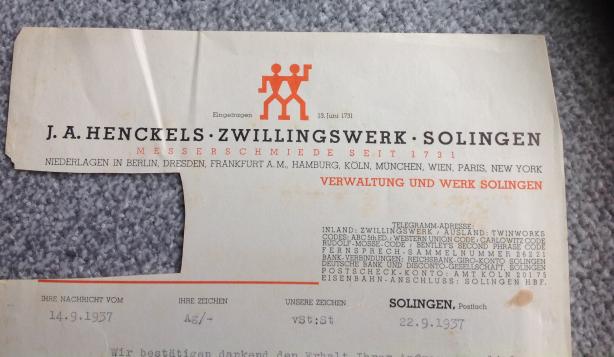 Eingetragen 13. Juni 1731
J. A. HENCKELS · ZWILLINGSWERK · SOLINGEN
MESSERSCHMIEDE SEIT 1731
NIEDERLAGEN IN BERLIN, DRESDEN, FRANKFURT A. M., HAMBURG, KÖLN, MÜNCHEN, WIEN, PARIS, NEW YORK
VERWALTUNG UND WERK SOLINGEN
TELEGRAMM-ADRESSE:
INLAND: ZWILLINGSWERK / AUSLAND: TWINWORKS
CODES: ABC 5th ED. / WESTERN UNION CODE / CARLOWITZ CODE
RUDOLF-MOSSE-CODE / BENTLEY'S SECOND PHRASE CODE
FERNSPRECH-SAMMELNUMMER 26221
BANK-VERBINDUNGEN: REICHSBANK-GIRO-KONTO SOLINGEN
DEUTSCHE BANK UND DISCONTO-GESELLSCHAFT, SOLINGEN
POSTSCHECK-KONTO: AMT KÖLN 20175
EISENBAHN-ANSCHLUSS: SOLINGEN HBF.
IHRE NACHRICHT VOM IHRE ZEICHEN UNSERE ZEICHEN SOLINGEN, Postfach
14.9.1937 Ag/- vSt:St 22.9.1937
Wir bestätigen dankend den Erhalt Ihrer